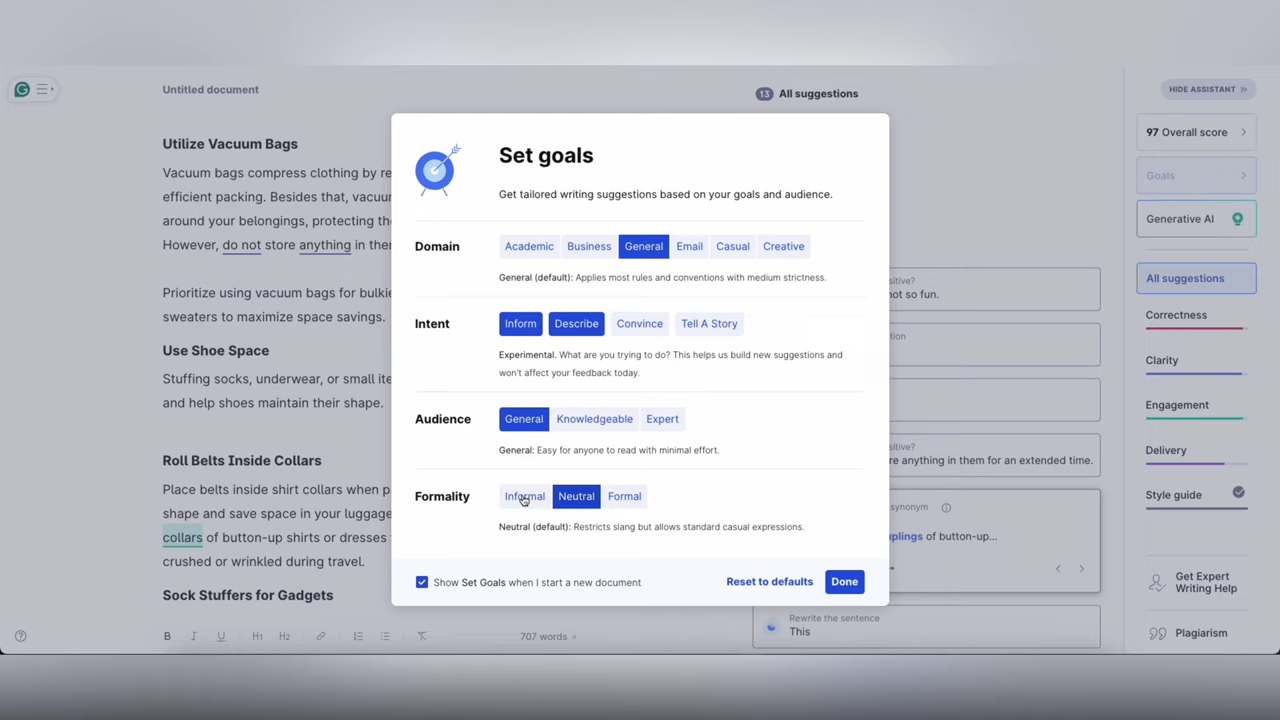 Untitled document
13 All suggestions
HIDE ASSISTANT
Utilize Vacuum Bags
Vacuum bags compress clothing by re
efficient packing. Besides that, vacuu
around your belongings, protecting the
However, do not store anything in then
Prioritize using vacuum bags for bulkie
sweaters to maximize space savings.
Use Shoe Space
Stuffing socks, underwear, or small ite
and help shoes maintain their shape.
Roll Belts Inside Collars
Place belts inside shirt collars when p
shape and save space in your luggage
collars of button-up shirts or dresses
crushed or wrinkled during travel.
Sock Stuffers for Gadgets
B I U H1 H2
707 words
Set goals
Get tailored writing suggestions based on your goals and audience.
Domain
Academic Business General Email Casual Creative
General (default): Applies most rules and conventions with medium strictness.
Intent
Inform Describe Convince Tell A Story
Experimental. What are you trying to do? This helps us build new suggestions and
won't affect your feedback today.
Audience
General Knowledgeable Expert
General: Easy for anyone to read with minimal effort.
Formality
Informal Neutral Formal
Neutral (default): Restricts slang but allows standard casual expressions.
Show Set Goals when I start a new document
Reset to defaults
Done
sitive?
not so fun.
tion
sitive?
re anything in them for an extended time.
synonym
uplings of button-up...
Rewrite the sentence
This
97 Overall score
Goals
Generative AI
All suggestions
Correctness
Clarity
Engagement
Delivery
Style guide
Get Expert
Writing Help
Plagiarism